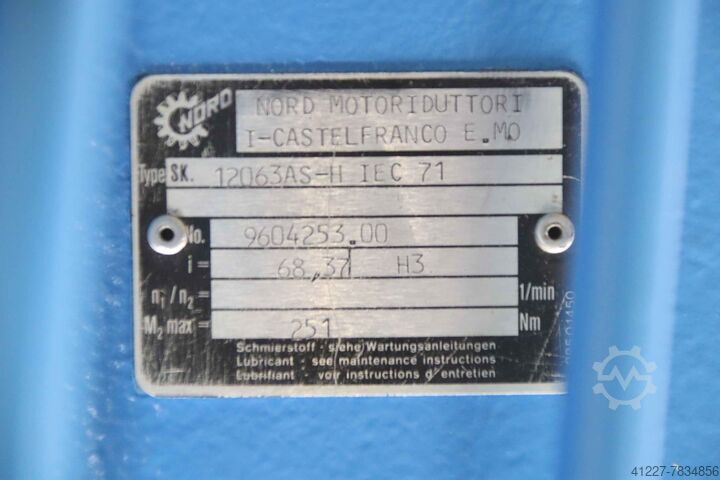 NORD
NORD MOTORIDUTTORI
I-CASTELFRANCO E.MO
Type SK. 12063AS-H IEC 71
No. 9604253.00
i = 68,37 H3
n₁/n₂ = 1/min
M₂ max = 251 Nm
Schmierstoff - siehe Wartungsanleitungen
Lubricant - see maintenance instructions
Lubrifiant - voir instructions d'entretien
41227-7834856